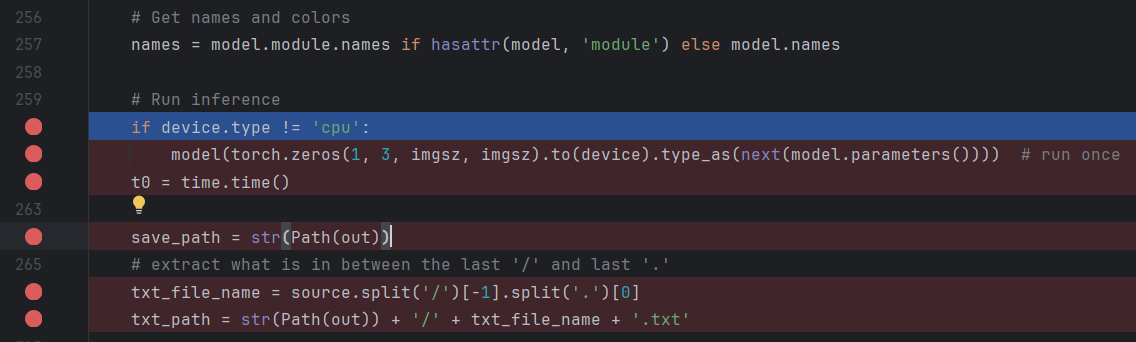 256 # Get names and colors
257 names = model.module.names if hasattr(model, 'module') else model.names
258
259 # Run inference
if device.type != 'cpu':
model(torch.zeros(1, 3, imgsz, imgsz).to(device).type_as(next(model.parameters())))  # run once
t0 = time.time()
263
save_path = str(Path(out))
265 # extract what is in between the last '/' and last '.'
txt_file_name = source.split('/')[-1].split('.')[0]
txt_path = str(Path(out)) + '/' + txt_file_name + '.txt'